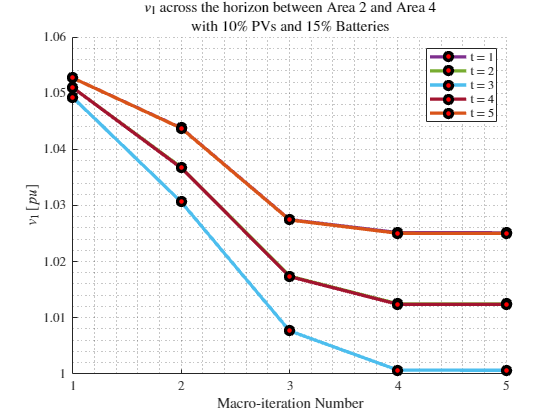 v₁ across the horizon between Area 2 and Area 4
with 10% PVs and 15% Batteries
1.06
1.05
1.04
1.03
1.02
1.01
1
v₁ [pu]
t = 1
t = 2
t = 3
t = 4
t = 5
1 2 3 4 5
Macro-iteration Number